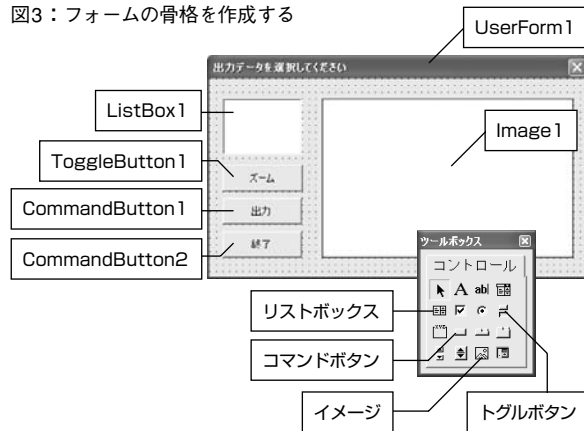 図3：フォームの骨格を作成する
UserForm1
出力データを選択してください
ListBox1
Image1
ToggleButton1
ズーム
CommandButton1
出力
CommandButton2
終了
ツールボックス
コントロール
A abl
リストボックス
コマンドボタン
イメージ
トグルボタン